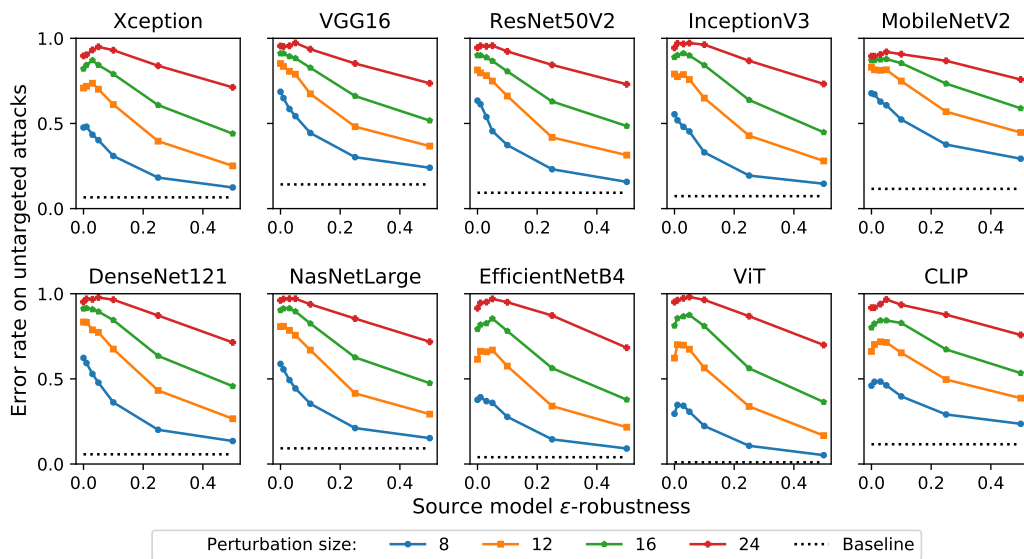 Xception VGG16 ResNet50V2 InceptionV3 MobileNetV2
1.0
0.5
0.0
0.0 0.2 0.4 0.0 0.2 0.4 0.0 0.2 0.4 0.0 0.2 0.4 0.0 0.2 0.4
Error rate on untargeted attacks
DenseNet121 NasNetLarge EfficientNetB4 ViT CLIP
1.0
0.5
0.0
0.0 0.2 0.4 0.0 0.2 0.4 0.0 0.2 0.4 0.0 0.2 0.4 0.0 0.2 0.4
Source model ε-robustness
Perturbation size: 8 12 16 24 Baseline